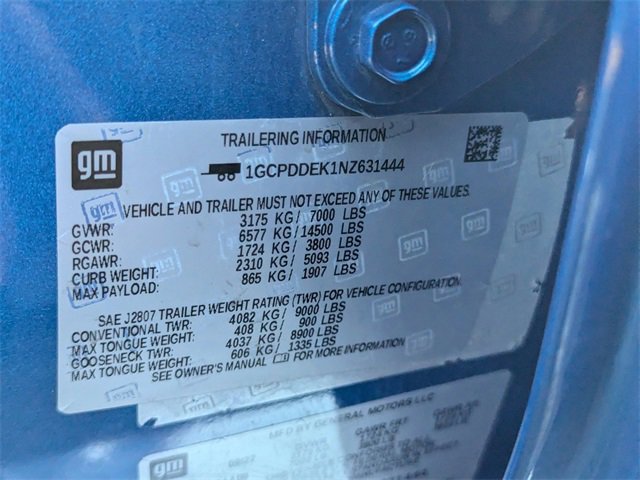 gm
TRAILERING INFORMATION
1GCPDDEK1NZ631444
VEHICLE AND TRAILER MUST NOT EXCEED ANY OF THESE VALUES.
GVWR: 3175 KG/ 7000 LBS
GCWR: 6577 KG/14500 LBS
RGAWR: 1724 KG/ 3800 LBS
CURB WEIGHT: 2310 KG/ 5093 LBS
MAX PAYLOAD: 865 KG/ 1907 LBS
SAE J2807 TRAILER WEIGHT RATING (TWR) FOR VEHICLE CONFIGURATION.
CONVENTIONAL TWR: 4082 KG/ 9000 LBS
MAX TONGUE WEIGHT: 408 KG/ 900 LBS
GOOSENECK TWR: 4037 KG/ 8900 LBS
MAX TONGUE WEIGHT: 606 KG/ 1335 LBS
SEE OWNER'S MANUAL FOR MORE INFORMATION
MFD BY GENERAL MOTORS LLC
gm